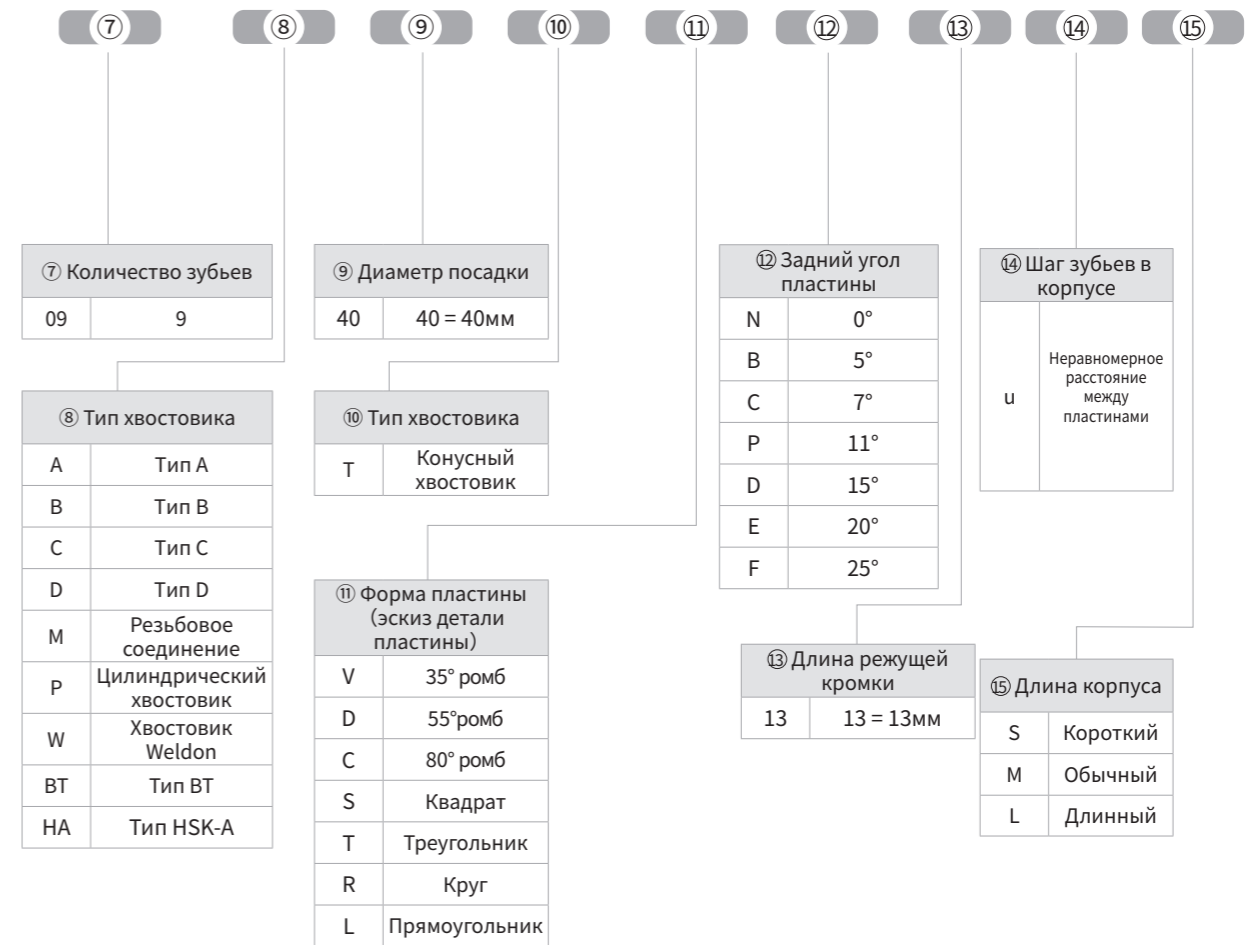 ⑦ ⑧ ⑨ ⑩ ⑪ ⑫ ⑬ ⑭ ⑮
⑦ Количество зубьев
09 9
⑧ Тип хвостовика
A Тип A
B Тип B
C Тип C
D Тип D
M Резьбовое
соединение
P Цилиндрический
хвостовик
W Хвостовик
Weldon
BT Тип BT
HA Тип HSK-A
⑨ Диаметр посадки
40 40 = 40мм
⑩ Тип хвостовика
T Конусный
хвостовик
⑪ Форма пластины
(эскиз детали
пластины)
V 35° ромб
D 55°ромб
C 80° ромб
S Квадрат
T Треугольник
R Круг
L Прямоугольник
⑫ Задний угол
пластины
N 0°
B 5°
C 7°
P 11°
D 15°
E 20°
F 25°
⑬ Длина режущей
кромки
13 13 = 13мм
⑭ Шаг зубьев в
корпусе
u Неравномерное
расстояние
между
пластинами
⑮ Длина корпуса
S Короткий
M Обычный
L Длинный